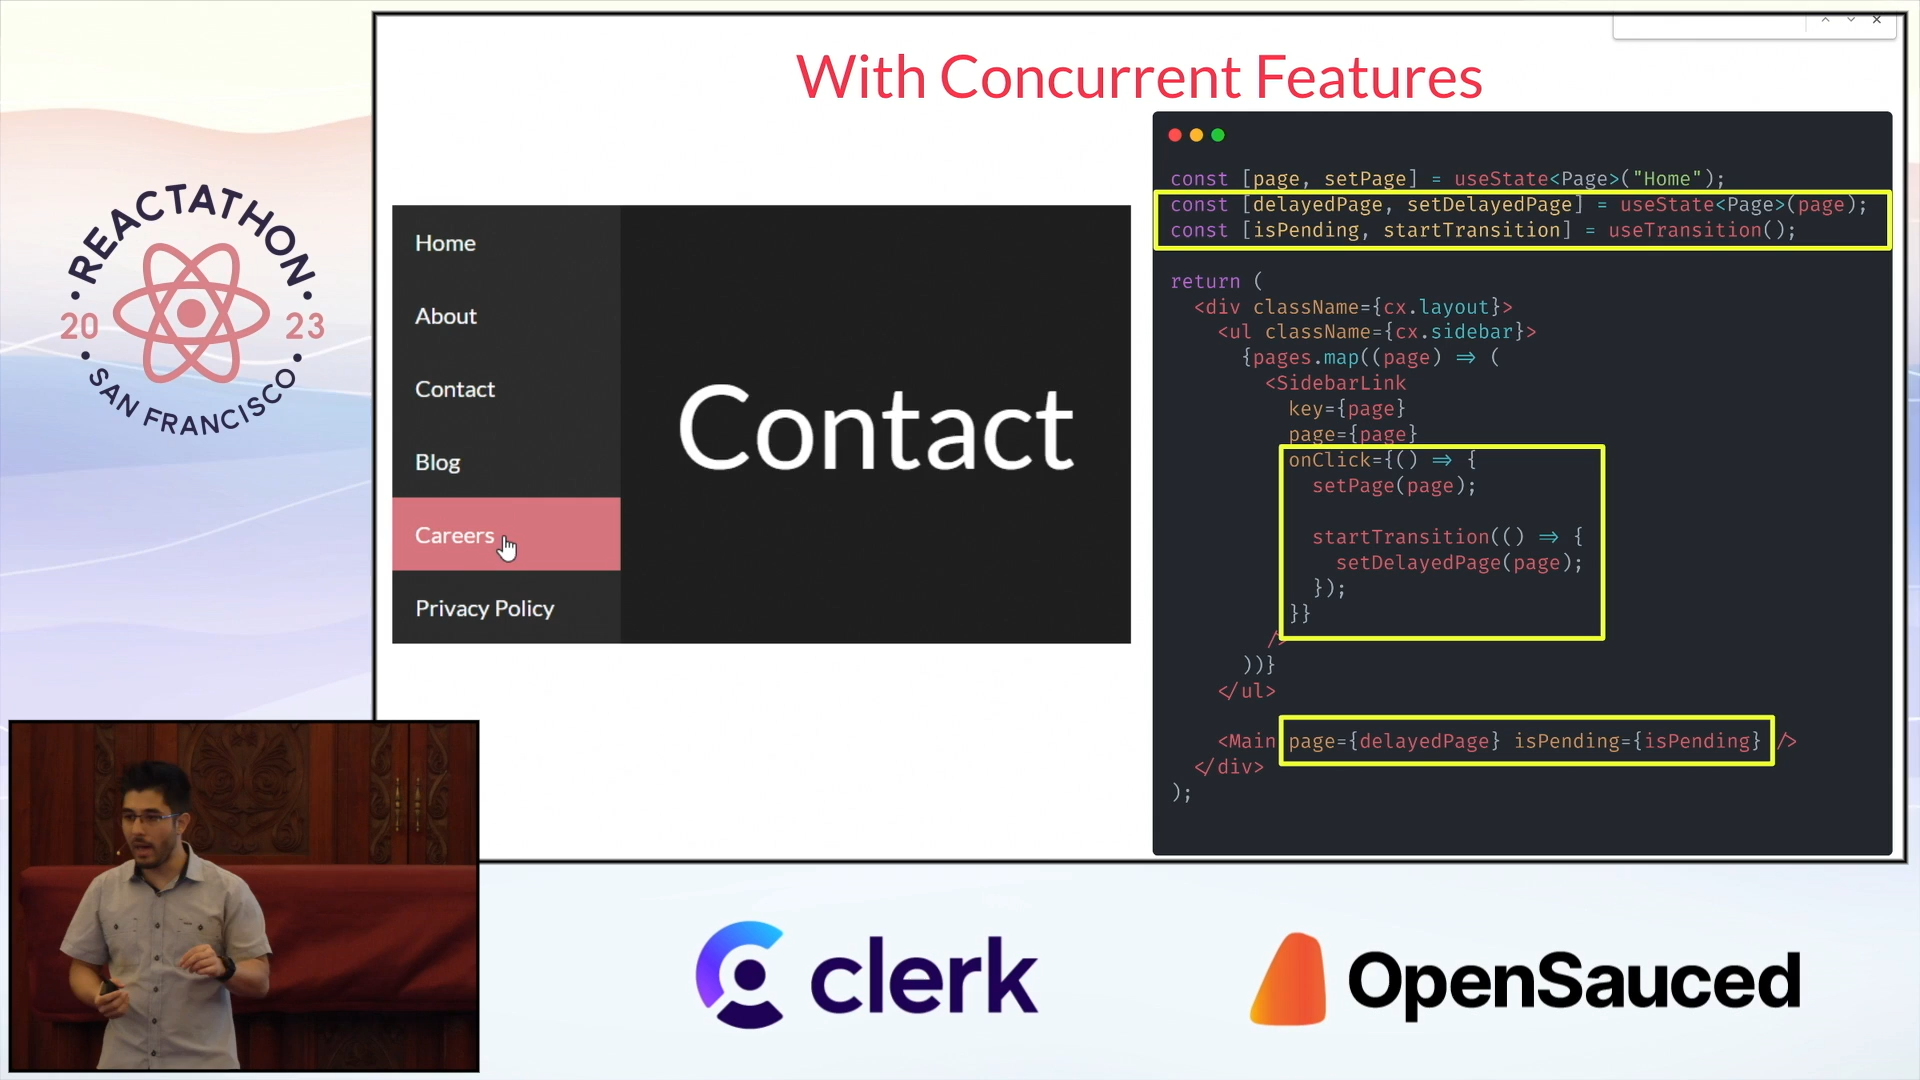 With Concurrent Features
REACTATHON
20 23
SAN FRANCISCO
Home
About
Contact
Blog
Careers
Privacy Policy
Contact
const [page, setPage] = useState<Page>("Home");
const [delayedPage, setDelayedPage] = useState<Page>(page);
const [isPending, startTransition] = useTransition();
return (
<div className={cx.layout}>
<ul className={cx.sidebar}>
{pages.map((page) => (
<SidebarLink
key={page}
page={page}
onClick={() => {
setPage(page);
startTransition(() => {
setDelayedPage(page);
});
}}
/>
))}
</ul>
<Main page={delayedPage} isPending={isPending} />
</div>
);
clerk
OpenSauced